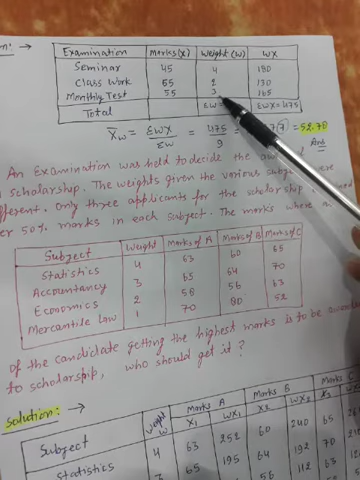 Examination Marks(X) Weight(W) WX
Seminar 45 4 180
Class Work 65 2 130
Monthly Test 55 3 165
Total ΣW= ΣWX=475
X̄w = ΣWX/ΣW = 475/9 = = 52.78 Ans
An Examination was held to decide the
scholarship. The weights given the various were
different. Only three applicants for the scholarship
50% marks in each subject. The marks where
Subject Weight Marks of A Marks of B Marks of C
Statistics 4 63 60 65
Accountancy 3 65 64 70
Economics 2 58 56 63
Mercantile Law 1 70 80 52
of the candidate getting the highest marks is to be
to scholarship, who should get it?
Solution:→
Subject Weight W Marks A Marks B Marks
X1 WX1 X2 WX2 X
4 63 252 60 240 65
Statistics 3 65 195 64 192 70
56 112 63